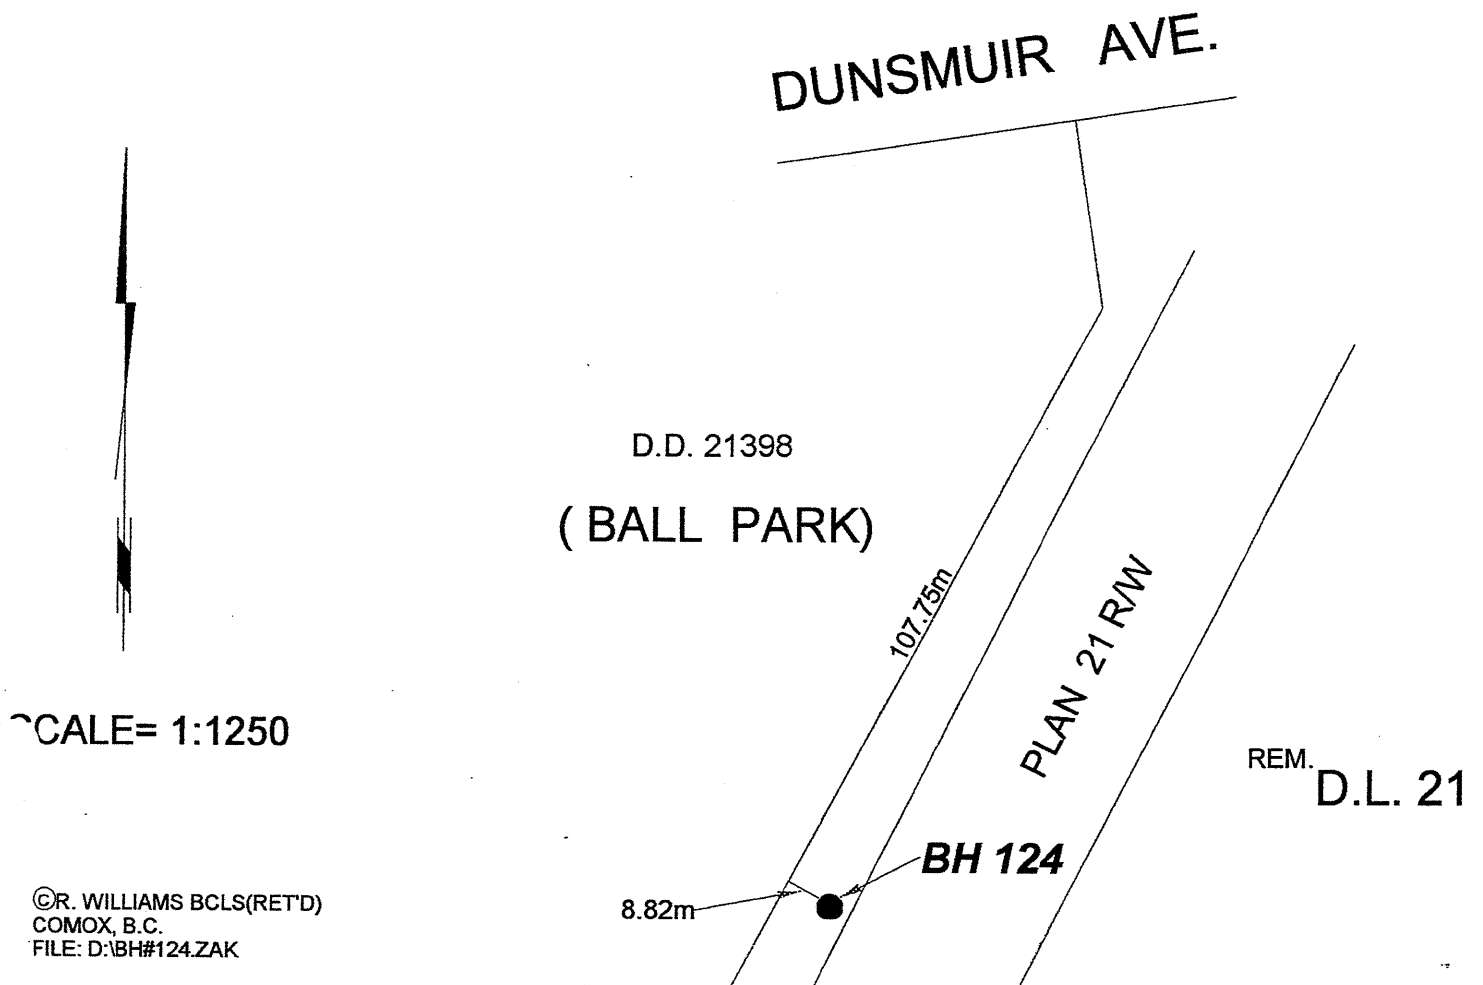 DUNSMUIR AVE.
D.D. 21398
( BALL PARK)
107.75m
PLAN 21 R/W
SCALE= 1:1250
REM.
D.L. 21
BH 124
8.82m
©R. WILLIAMS BCLS(RET'D)
COMOX, B.C.
FILE: D:\BH#124.ZAK